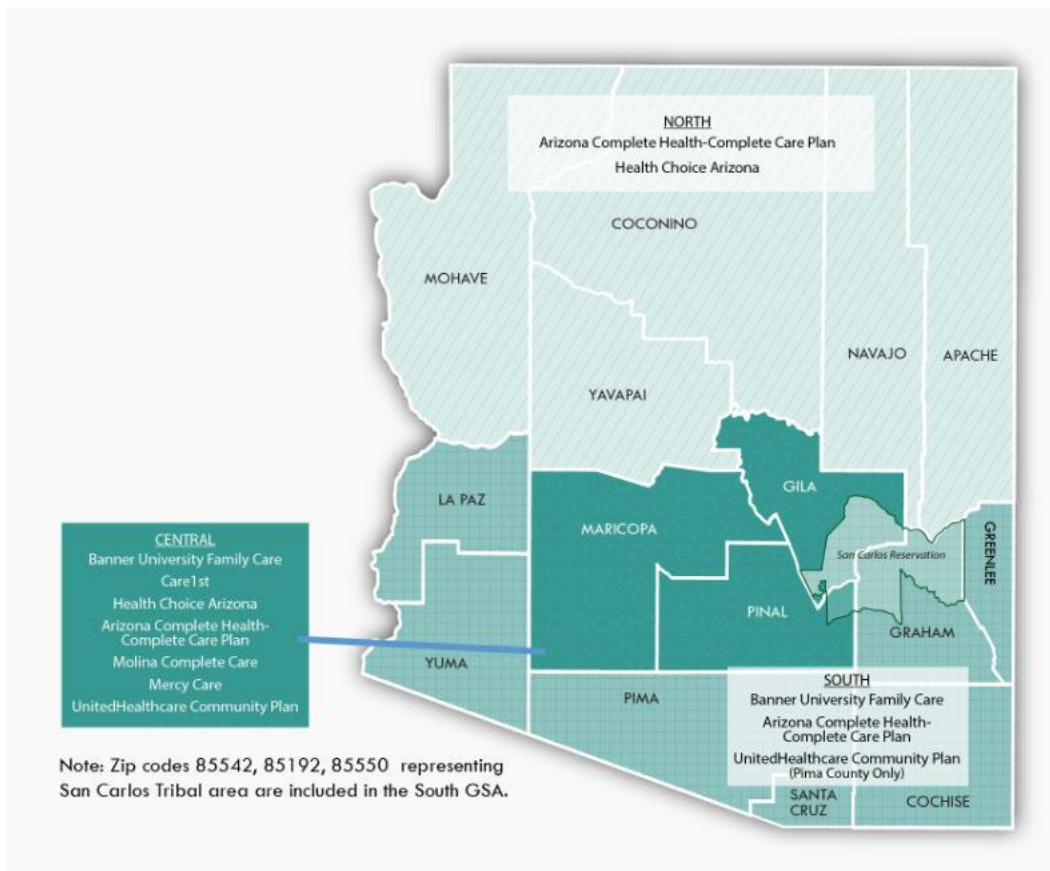 NORTH
Arizona Complete Health-Complete Care Plan
Health Choice Arizona
COCONINO
MOHAVE
NAVAJO
APACHE
YAVAPAI
GILA
LA PAZ
MARICOPA
San Carlos Reservation
GREENLEE
CENTRAL
Banner University Family Care
Care1st
Health Choice Arizona
Arizona Complete Health-
Complete Care Plan
Molina Complete Care
Mercy Care
UnitedHealthcare Community Plan
PINAL
GRAHAM
YUMA
PIMA
SOUTH
Banner University Family Care
Arizona Complete Health-
Complete Care Plan
UnitedHealthcare Community Plan
(Pima County Only)
SANTA
CRUZ
COCHISE
Note: Zip codes 85542, 85192, 85550 representing
San Carlos Tribal area are included in the South GSA.